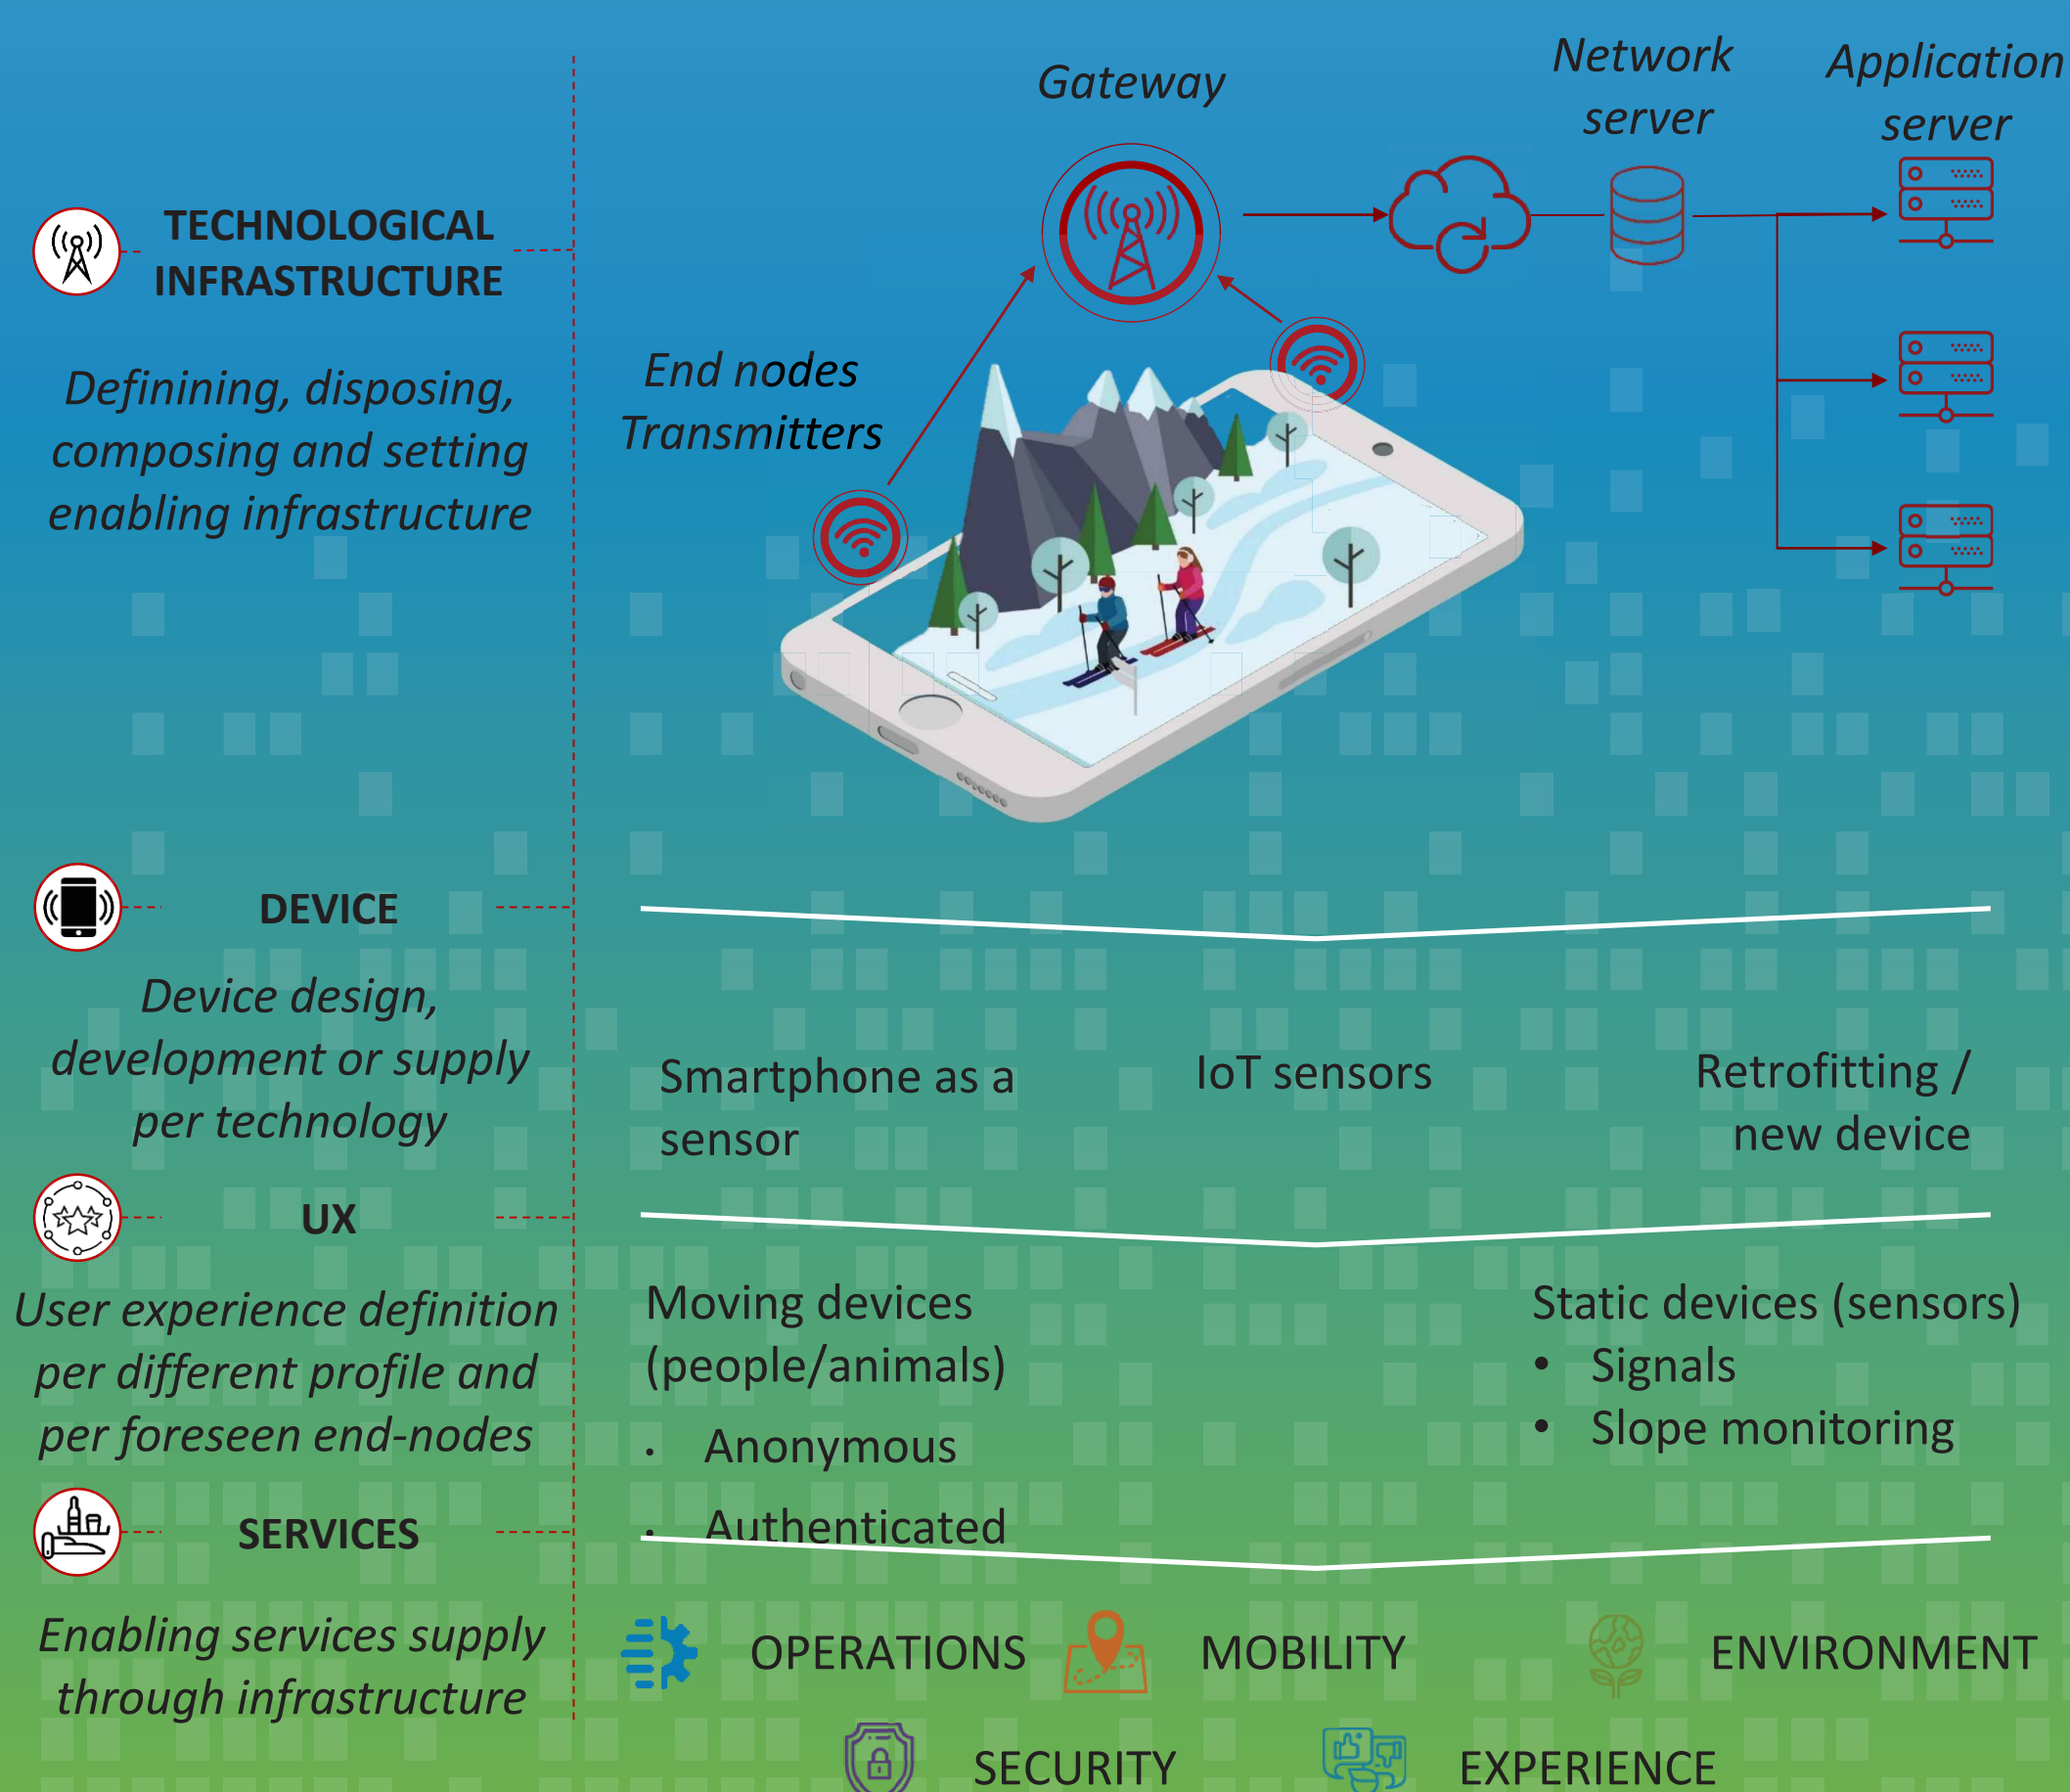 Gateway
Network
server
Application
server
TECHNOLOGICAL
INFRASTRUCTURE
Definining, disposing,
composing and setting
enabling infrastructure
End nodes
Transmitters
DEVICE
Device design,
development or supply
per technology
Smartphone as a
sensor
IoT sensors
Retrofitting /
new device
UX
User experience definition
per different profile and
per foreseen end-nodes
Moving devices
(people/animals)
• Anonymous
• Authenticated
Static devices (sensors)
• Signals
• Slope monitoring
SERVICES
Enabling services supply
through infrastructure
OPERATIONS
MOBILITY
ENVIRONMENT
SECURITY
EXPERIENCE